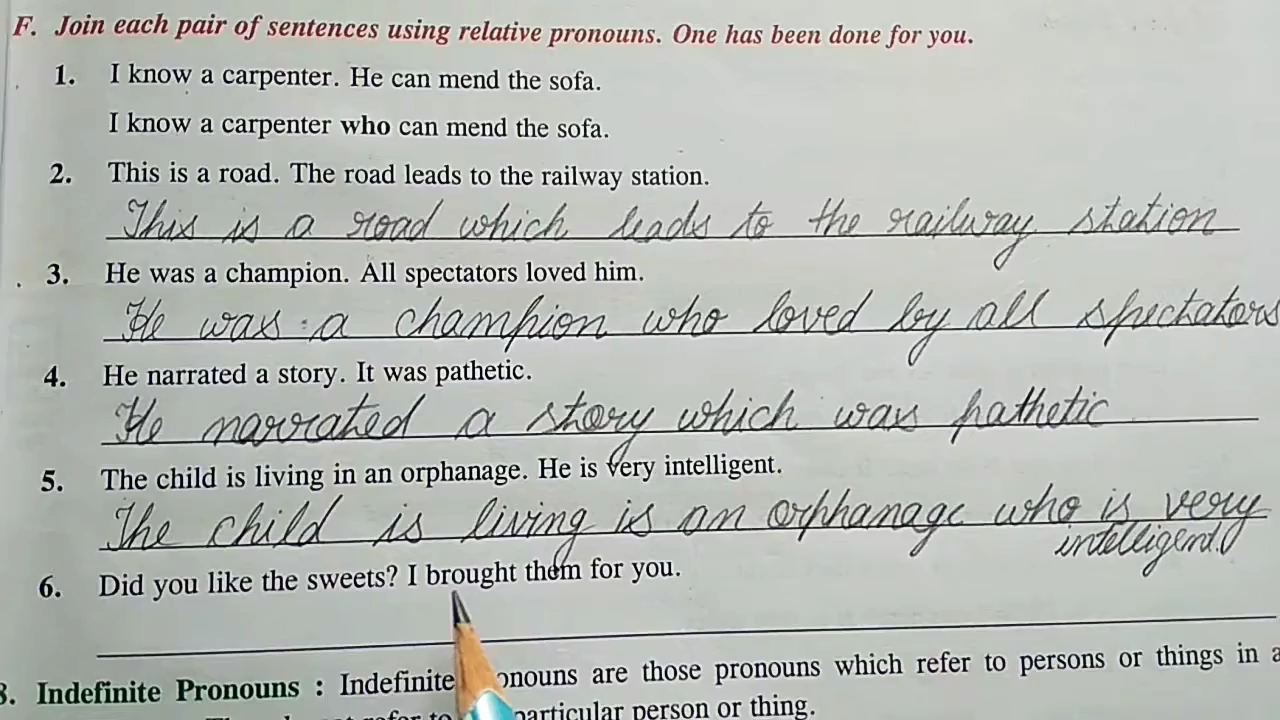 F. Join each pair of sentences using relative pronouns. One has been done for you.
1. I know a carpenter. He can mend the sofa.
I know a carpenter who can mend the sofa.
2. This is a road. The road leads to the railway station.
This is a road which leads to the railway station
3. He was a champion. All spectators loved him.
He was a champion who loved by all spectators
4. He narrated a story. It was pathetic.
He narrated a story which was pathetic
5. The child is living in an orphanage. He is very intelligent.
The child is living is an orphanage who is very
intelligent.
6. Did you like the sweets? I brought them for you.
3. Indefinite Pronouns : Indefinite are those pronouns which refer to persons or things in a
particular person or thing.